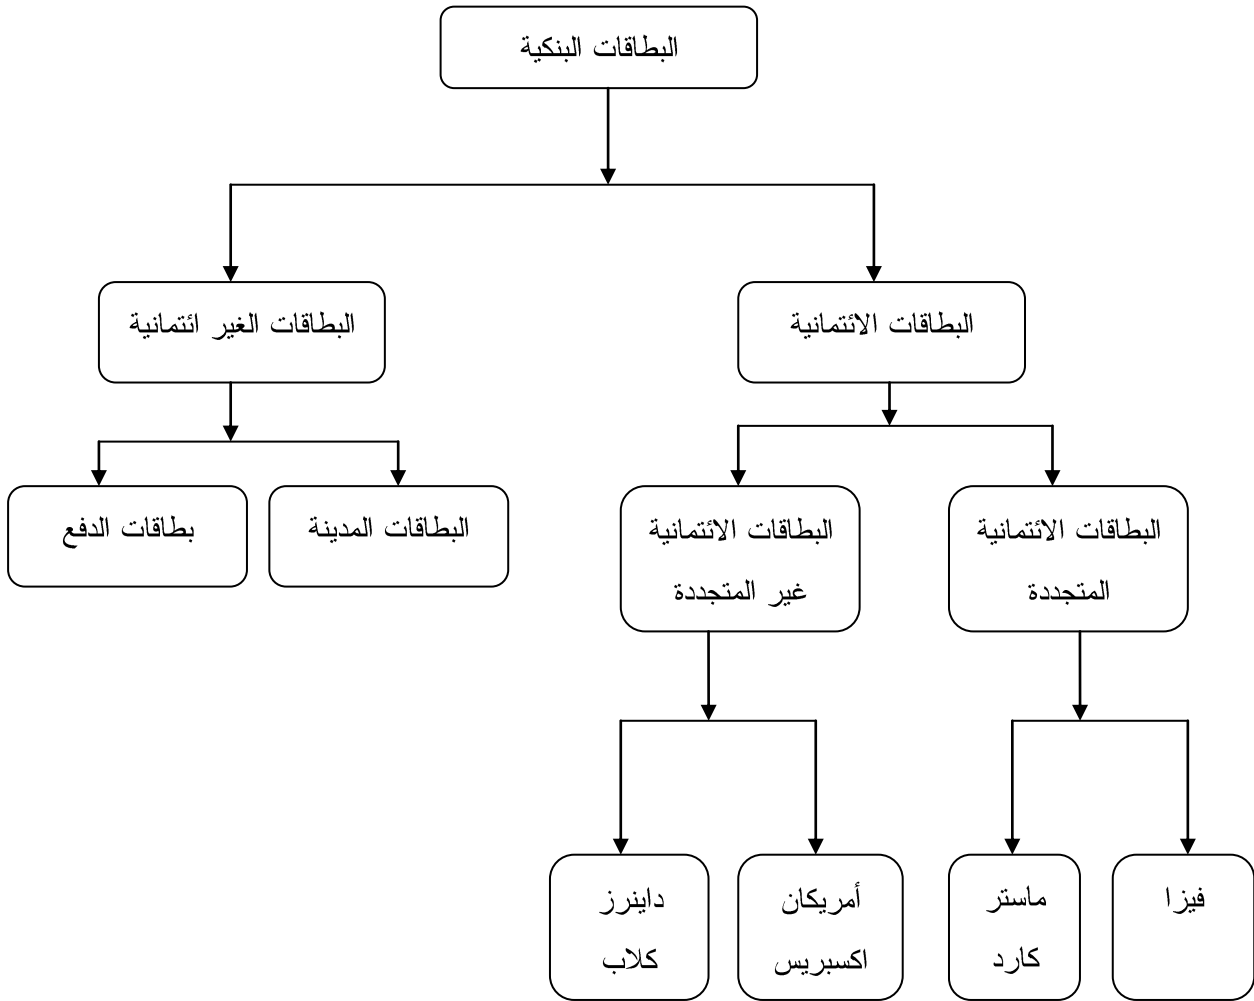 البطاقات البنكية
البطاقات الائتمانية
البطاقات الغير ائتمانية
البطاقات الائتمانية
المتجددة
البطاقات الائتمانية
غير المتجددة
البطاقات المدينة
بطاقات الدفع
فيزا
ماستر
كارد
أمريكان
اكسبريس
داينرز
كلاب